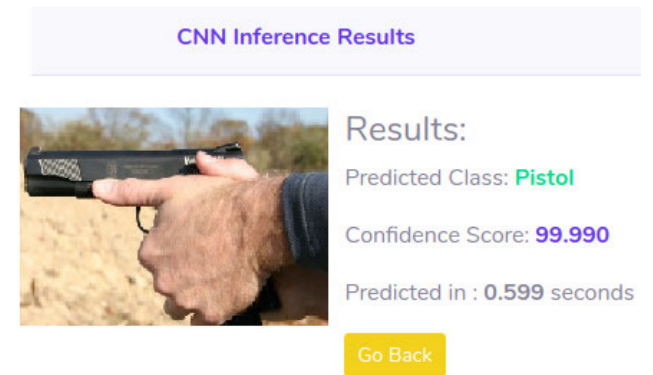 CNN Inference Results
Results:
Predicted Class: Pistol
Confidence Score: 99.990
Predicted in : 0.599 seconds
Go Back